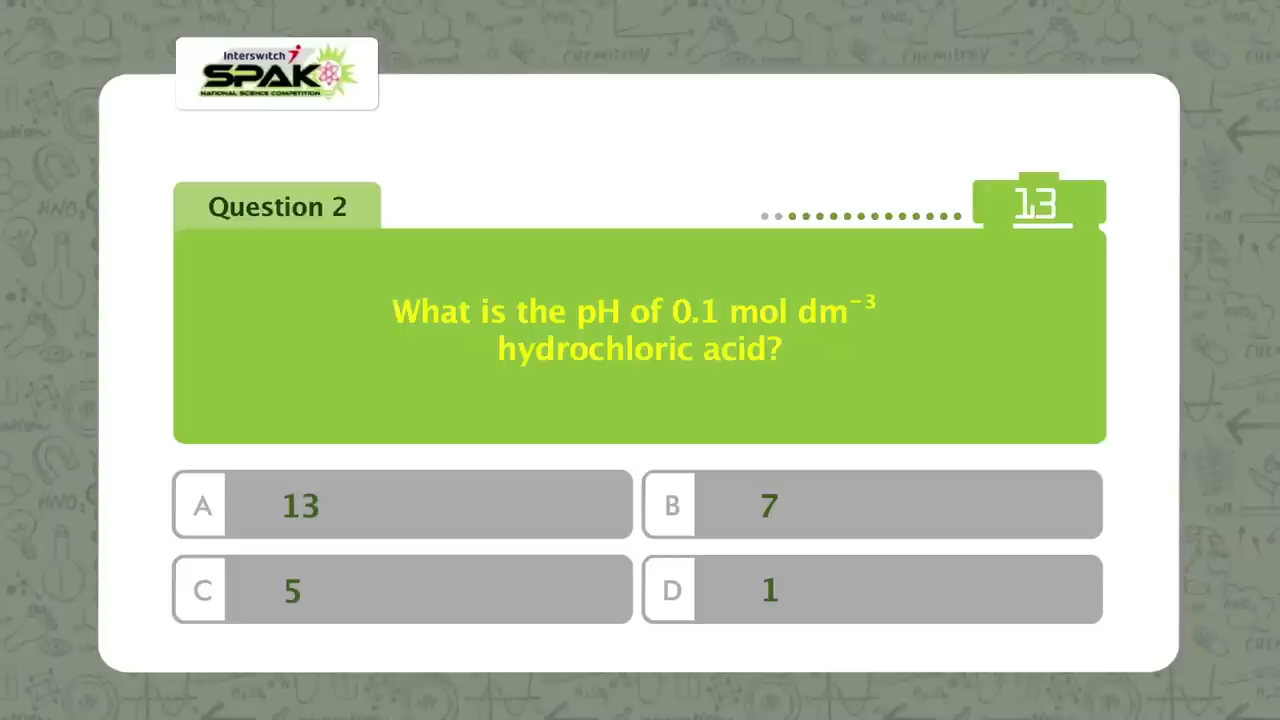 Interswitch
SPAK
NATIONAL SCIENCE COMPETITION
Question 2
13
What is the pH of 0.1 mol dm⁻³
hydrochloric acid?
A 13
B 7
C 5
D 1